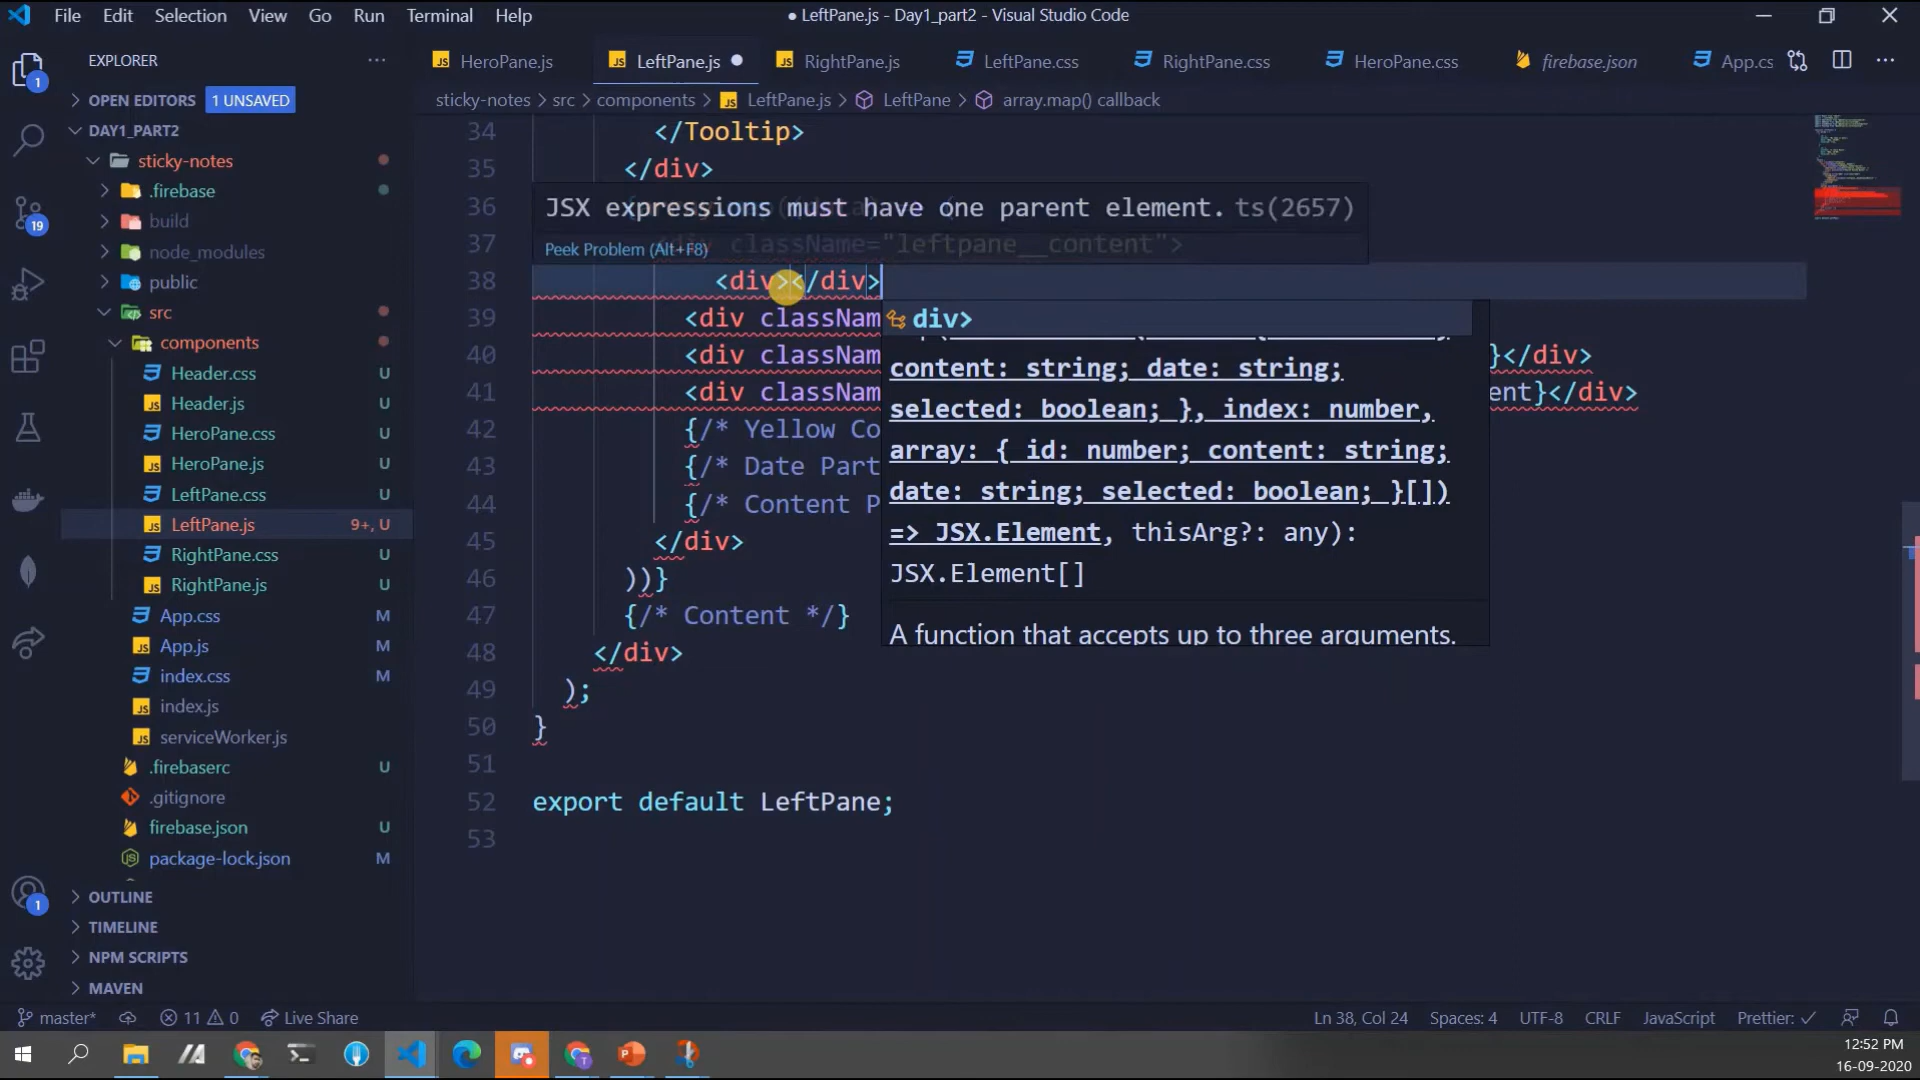 File Edit Selection View Go Run Terminal Help
● LeftPane.js - Day1_part2 - Visual Studio Code
EXPLORER
OPEN EDITORS 1 UNSAVED
DAY1_PART2
sticky-notes
.firebase
build
node_modules
public
src
components
Header.css U
Header.js U
HeroPane.css U
HeroPane.js U
LeftPane.css U
LeftPane.js 9+, U
RightPane.css U
RightPane.js U
App.css M
App.js M
index.css M
index.js
serviceWorker.js
.firebaserc U
.gitignore
firebase.json U
package-lock.json M
OUTLINE
TIMELINE
NPM SCRIPTS
MAVEN
1
19
1
HeroPane.js LeftPane.js ● RightPane.js LeftPane.css RightPane.css HeroPane.css firebase.json App.cs
sticky-notes > src > components > LeftPane.js > LeftPane > array.map() callback
34 </Tooltip>
35 </div>
36
JSX expressions must have one parent element. ts(2657)
37 className="leftpane__content">
Peek Problem (Alt+F8)
38 <div></div>
39 <div classNam
40 <div classNam }</div>
41 <div classNam ent}</div>
42 {/* Yellow Co
43 {/* Date Part
44 {/* Content P
45 </div>
46 ))}
47 {/* Content */}
48 </div>
49 );
50 }
51
52 export default LeftPane;
53
div>
content: string; date: string;
selected: boolean; }, index: number,
array: { id: number; content: string;
date: string; selected: boolean; }[])
=> JSX.Element, thisArg?: any):
JSX.Element[]
A function that accepts up to three arguments.
master* 11 0 Live Share
Ln 38, Col 24 Spaces: 4 UTF-8 CRLF JavaScript Prettier: ✓
12:52 PM
16-09-2020